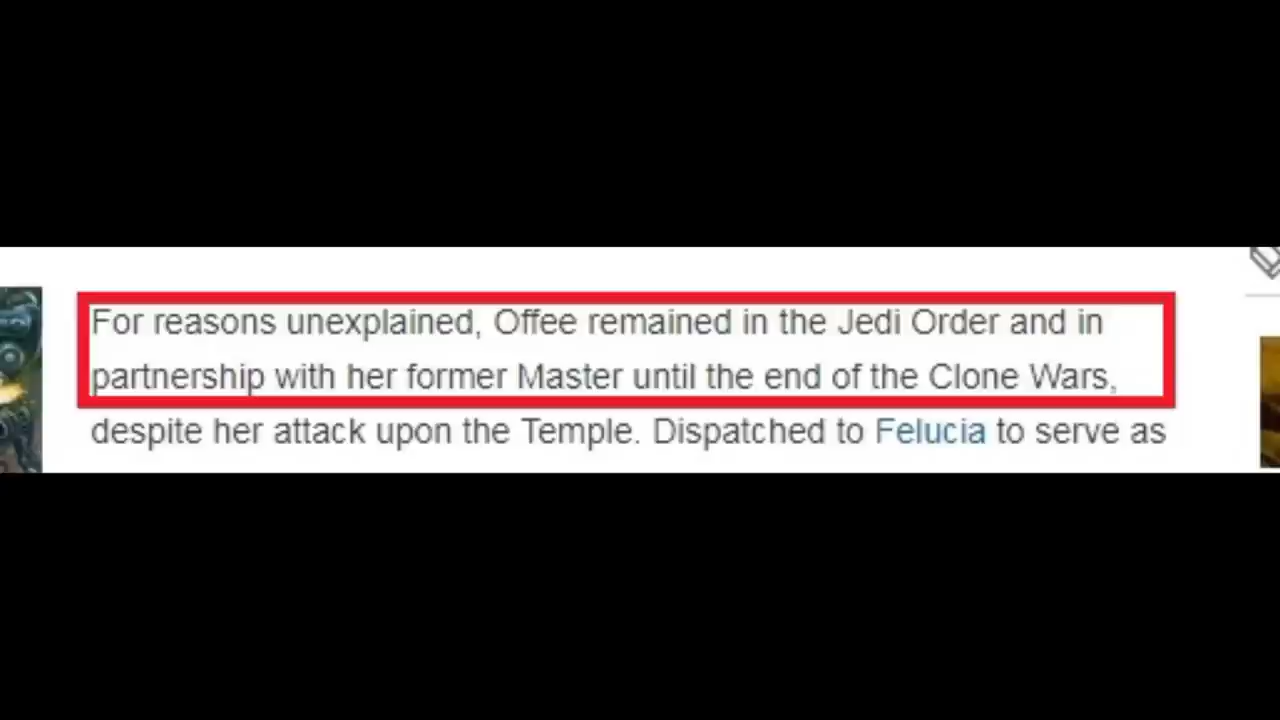 For reasons unexplained, Offee remained in the Jedi Order and in
partnership with her former Master until the end of the Clone Wars,
despite her attack upon the Temple. Dispatched to Felucia to serve as